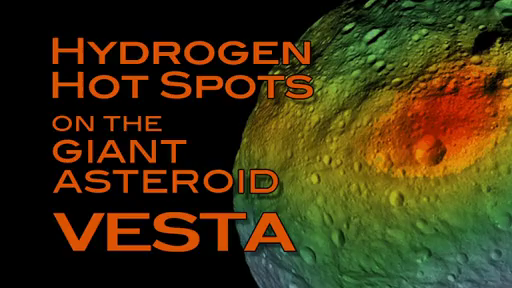 Hydrogen
Hot Spots
on the
giant
asteroid
VESTA